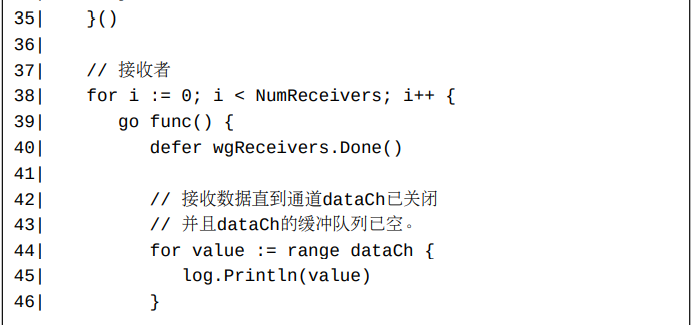 35|    }()
36|
37|    // 接收者
38|    for i := 0; i < NumReceivers; i++ {
39|       go func() {
40|          defer wgReceivers.Done()
41|
42|          // 接收数据直到通道dataCh已关闭
43|          // 并且dataCh的缓冲队列已空。
44|          for value := range dataCh {
45|             log.Println(value)
46|          }